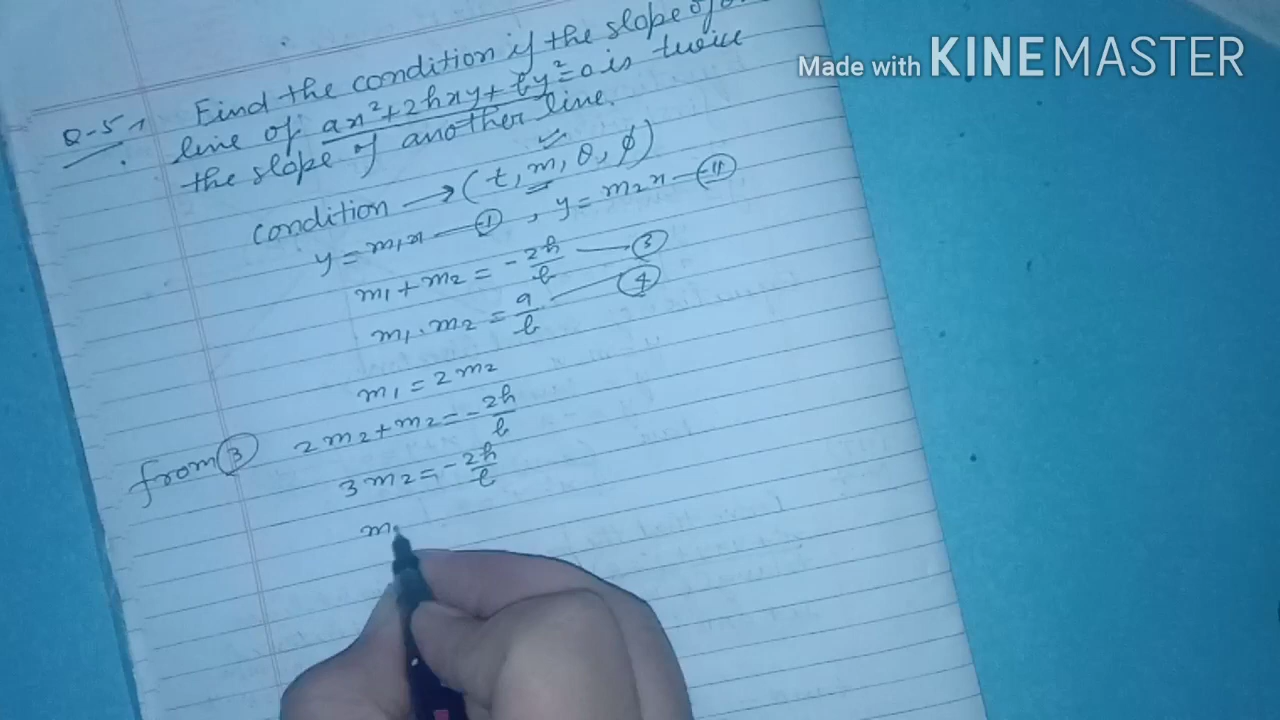 Made with KINEMASTER
Q-5 Find the condition if the slope of
line of ax²+2hxy+by²=0 is twice
the slope of another line.
condition → (t, m, θ, φ)
y = m₁x — ① , y = m₂x — ⑪
m₁ + m₂ = -2h/b — ③
m₁ . m₂ = a/b — ④
m₁ = 2m₂
from ③ 2m₂ + m₂ = -2h/b
3m₂ = -2h/b
m